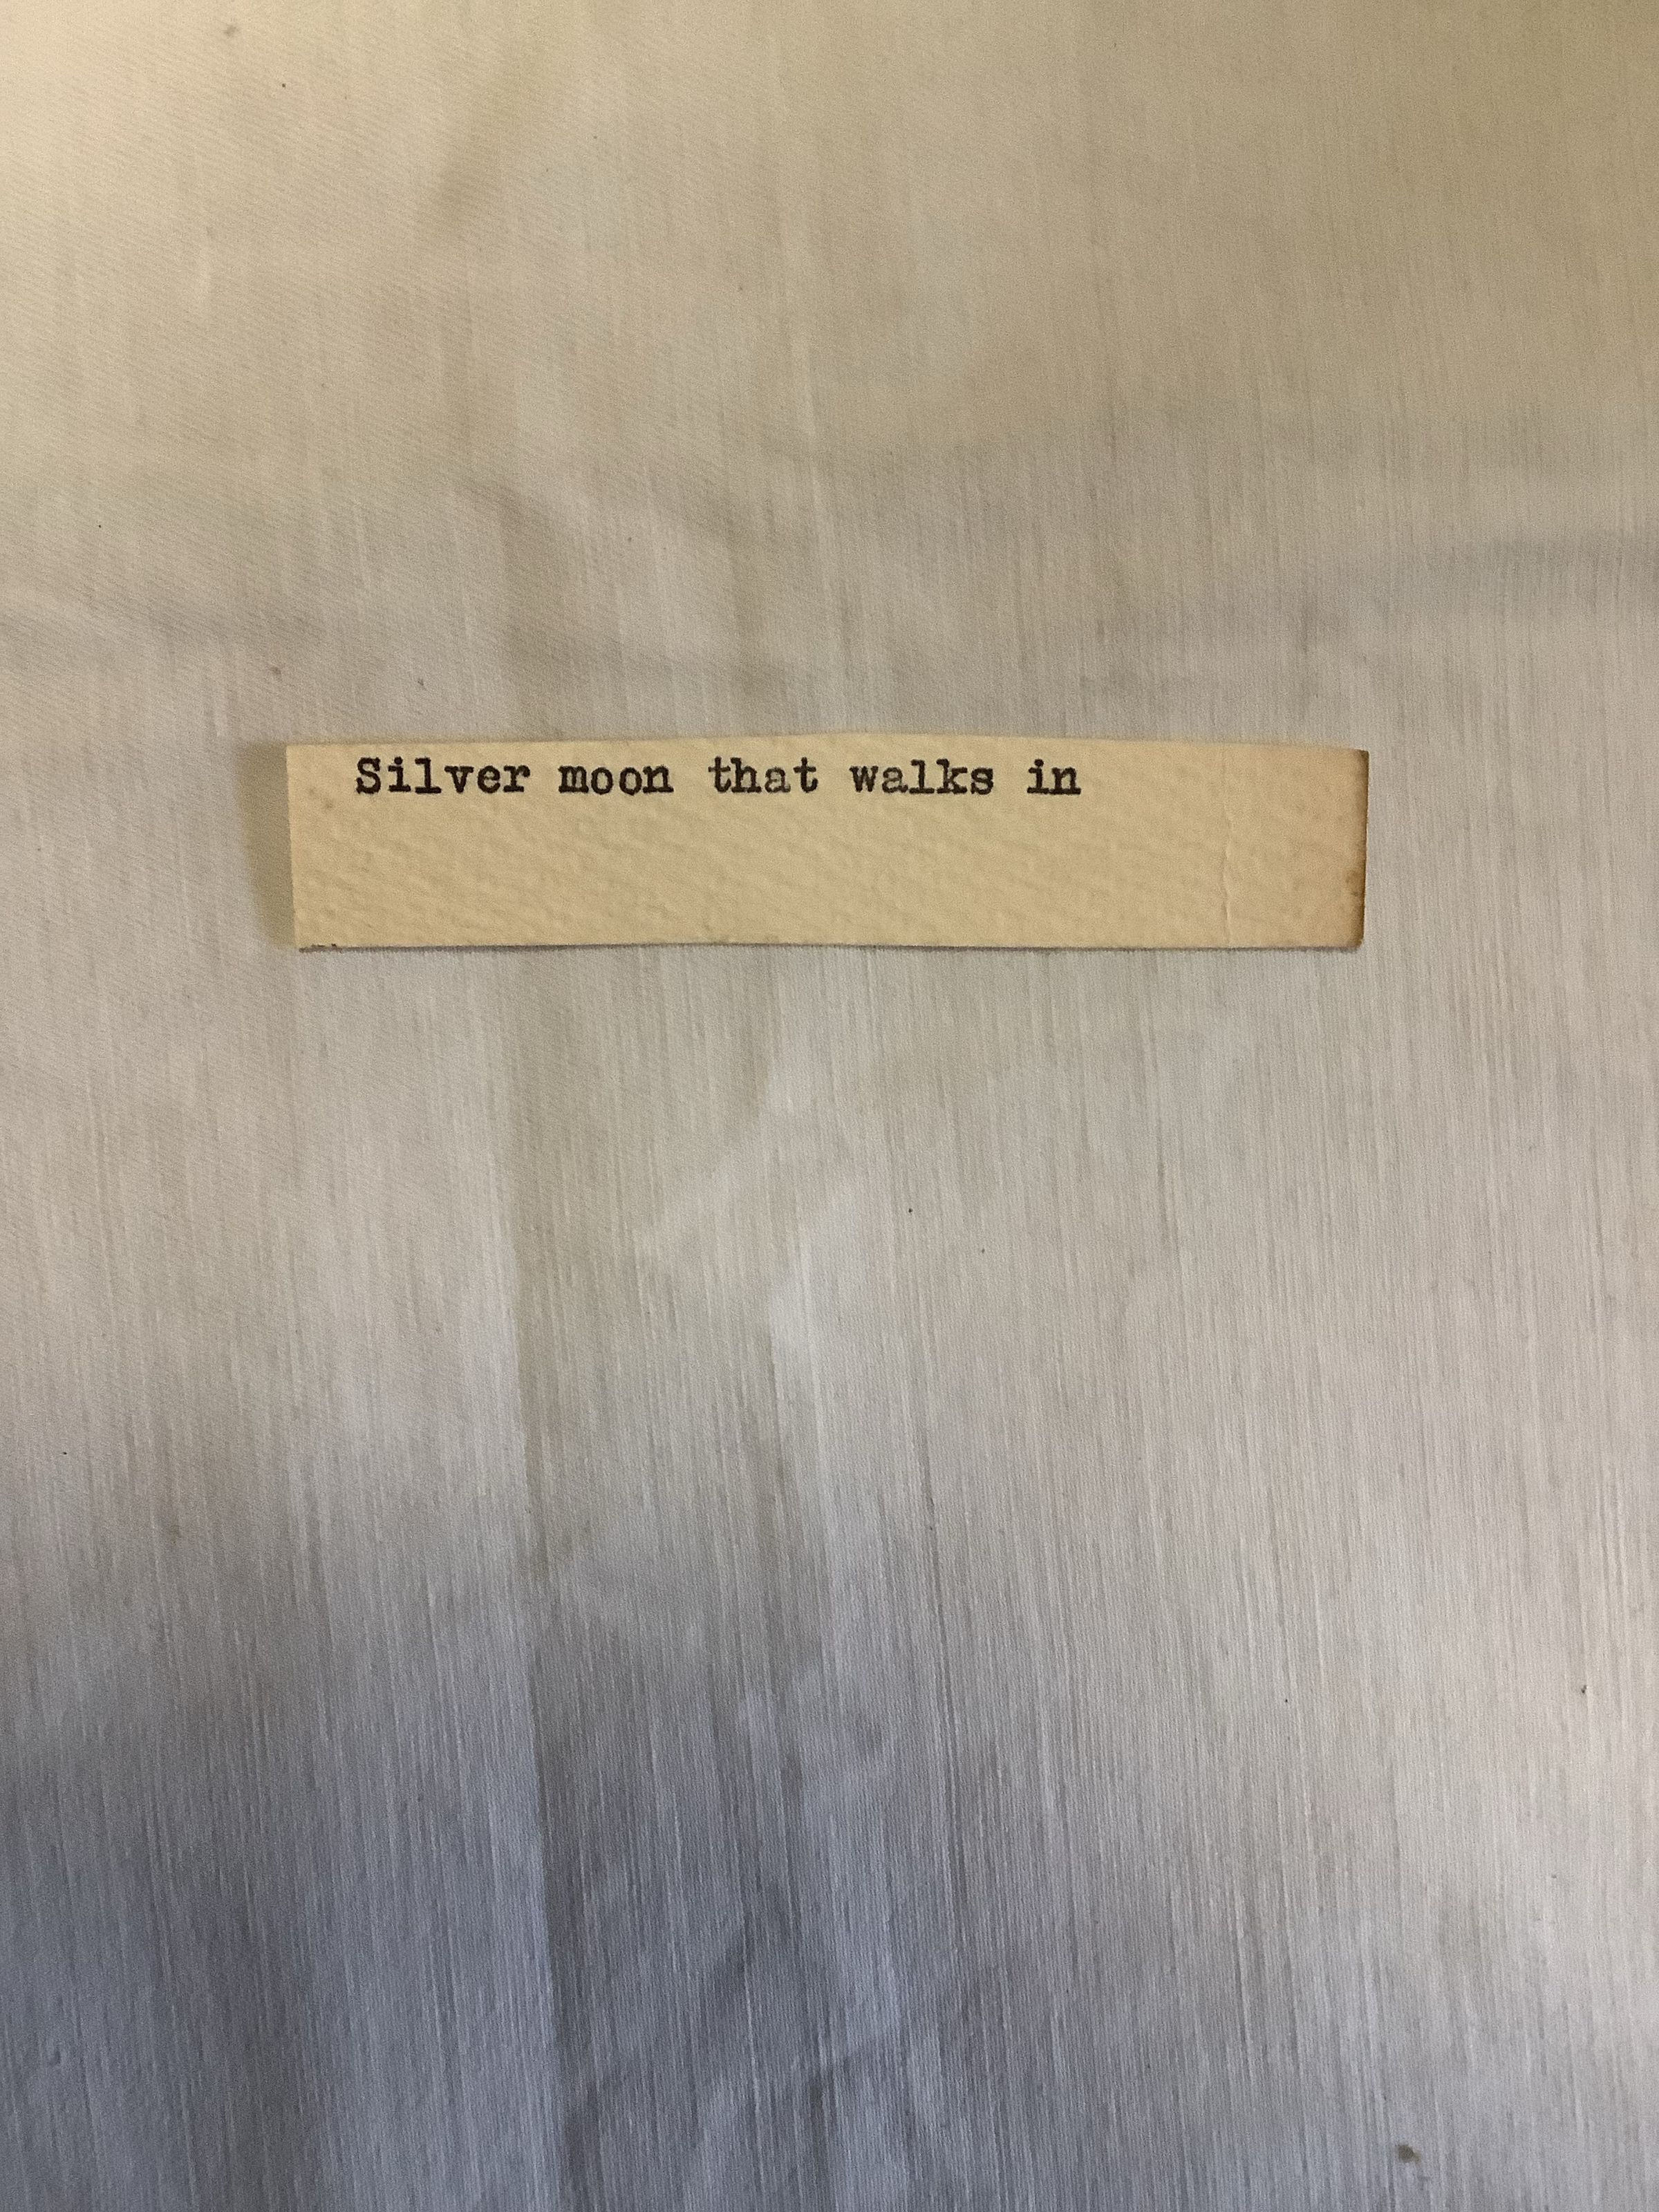 Silver moon that walks in